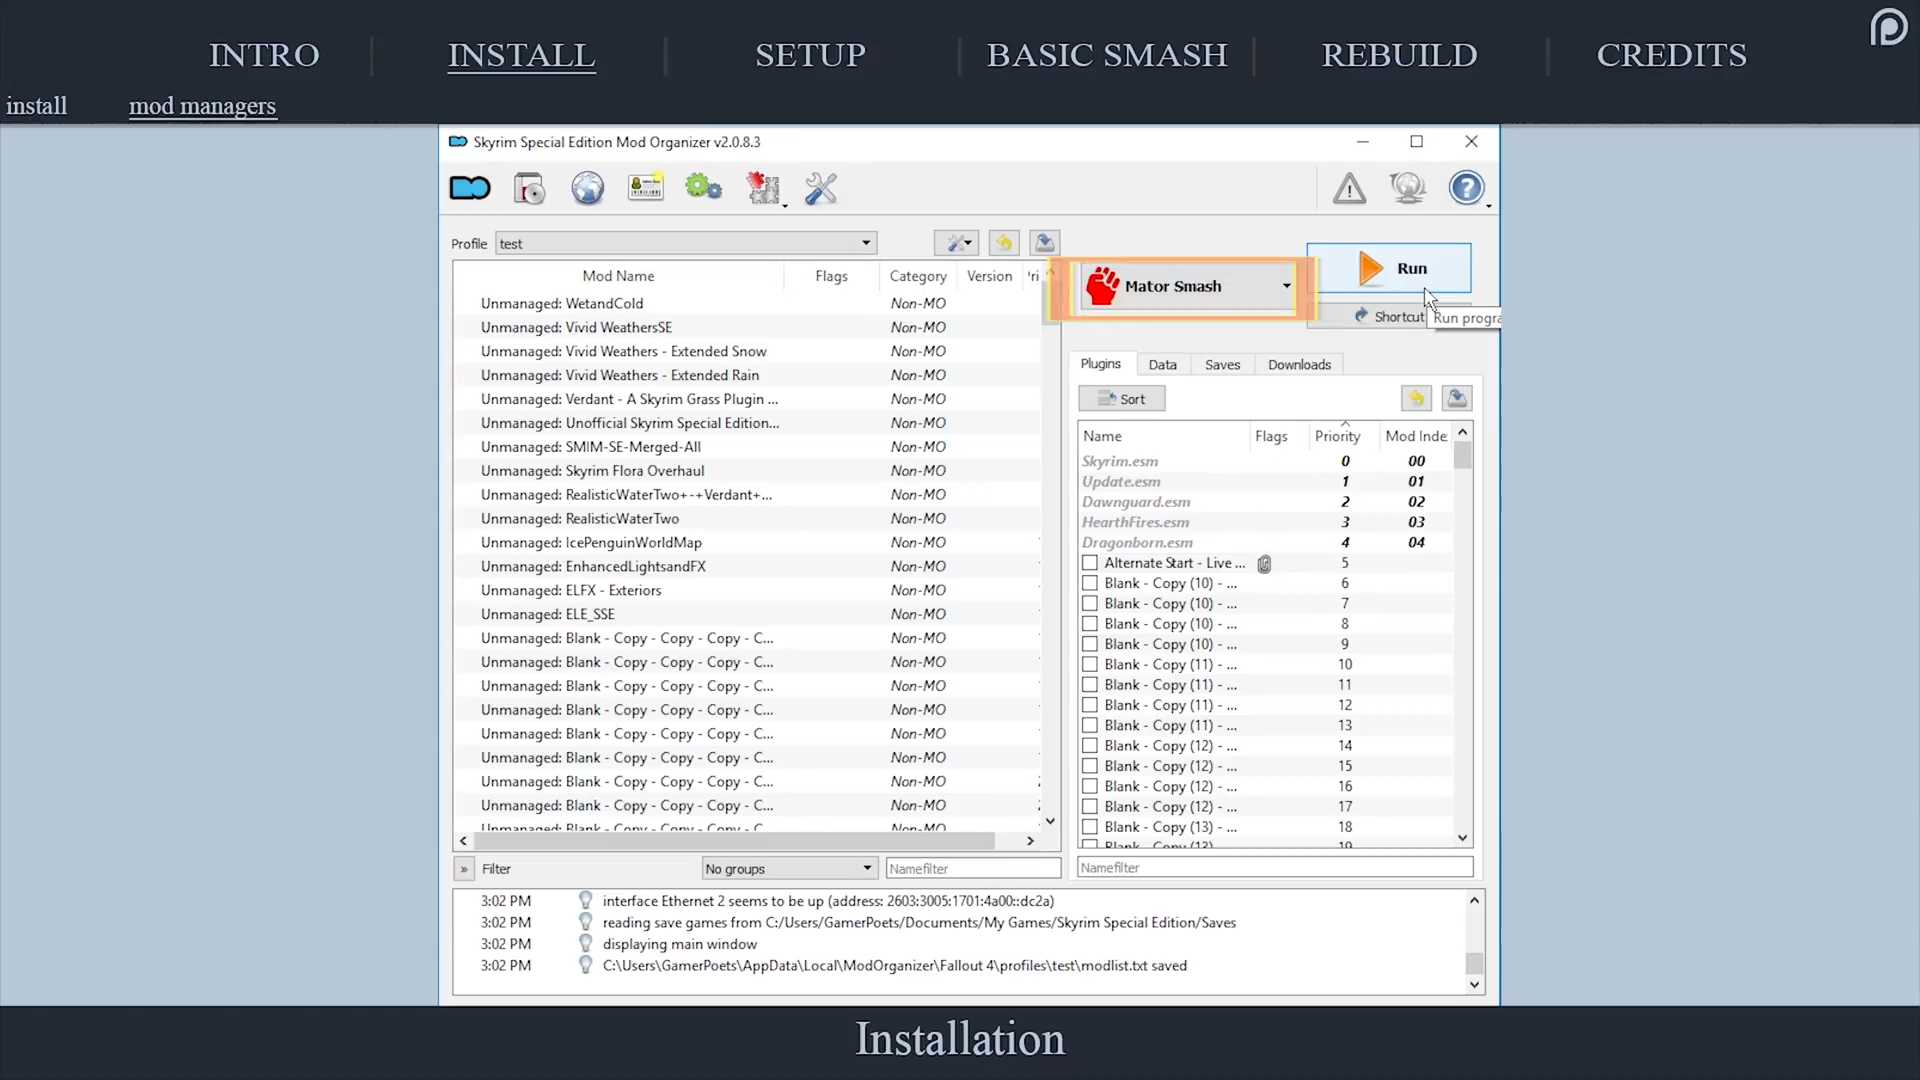 INTRO
INSTALL
SETUP
BASIC SMASH
REBUILD
CREDITS
install
mod managers
Skyrim Special Edition Mod Organizer v2.0.8.3
Profile
test
Mod Name
Flags
Category
Version
Unmanaged: WetandCold Non-MO
Unmanaged: Vivid WeathersSE Non-MO
Unmanaged: Vivid Weathers - Extended Snow Non-MO
Unmanaged: Vivid Weathers - Extended Rain Non-MO
Unmanaged: Verdant - A Skyrim Grass Plugin ... Non-MO
Unmanaged: Unofficial Skyrim Special Edition... Non-MO
Unmanaged: SMIM-SE-Merged-All Non-MO
Unmanaged: Skyrim Flora Overhaul Non-MO
Unmanaged: RealisticWaterTwo+-+Verdant+... Non-MO
Unmanaged: RealisticWaterTwo Non-MO
Unmanaged: IcePenguinWorldMap Non-MO
Unmanaged: EnhancedLightsandFX Non-MO
Unmanaged: ELFX - Exteriors Non-MO
Unmanaged: ELE_SSE Non-MO
Unmanaged: Blank - Copy - Copy - Copy - C... Non-MO
Unmanaged: Blank - Copy - Copy - Copy - C... Non-MO
Unmanaged: Blank - Copy - Copy - Copy - C... Non-MO
Unmanaged: Blank - Copy - Copy - Copy - C... Non-MO
Unmanaged: Blank - Copy - Copy - Copy - C... Non-MO
Unmanaged: Blank - Copy - Copy - Copy - C... Non-MO
Unmanaged: Blank - Copy - Copy - Copy - C... Non-MO
Unmanaged: Blank - Copy - Copy - Copy - C... Non-MO
» Filter
No groups
Namefilter
Mator Smash
Run
Shortcut
Run progra
Plugins
Data
Saves
Downloads
Sort
Name Flags Priority Mod Inde
Skyrim.esm 0 00
Update.esm 1 01
Dawnguard.esm 2 02
HearthFires.esm 3 03
Dragonborn.esm 4 04
Alternate Start - Live ... 5
Blank - Copy (10) - ... 6
Blank - Copy (10) - ... 7
Blank - Copy (10) - ... 8
Blank - Copy (10) - ... 9
Blank - Copy (11) - ... 10
Blank - Copy (11) - ... 11
Blank - Copy (11) - ... 12
Blank - Copy (11) - ... 13
Blank - Copy (12) - ... 14
Blank - Copy (12) - ... 15
Blank - Copy (12) - ... 16
Blank - Copy (12) - ... 17
Blank - Copy (13) - ... 18
Namefilter
3:02 PM interface Ethernet 2 seems to be up (address: 2603:3005:1701:4a00::dc2a)
3:02 PM reading save games from C:/Users/GamerPoets/Documents/My Games/Skyrim Special Edition/Saves
3:02 PM displaying main window
3:02 PM C:\Users\GamerPoets\AppData\Local\ModOrganizer\Fallout 4\profiles\test\modlist.txt saved
Installation